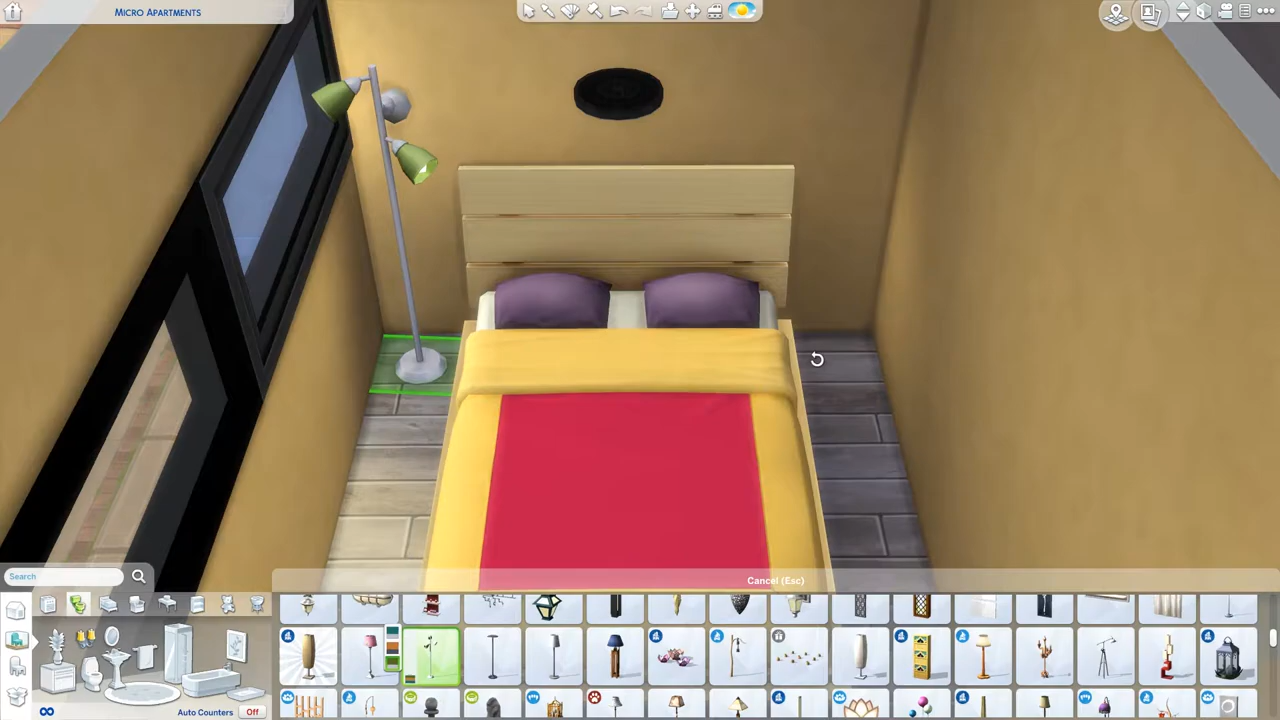 MICRO APARTMENTS
Cancel (Esc)
Search
Auto Counters
Off